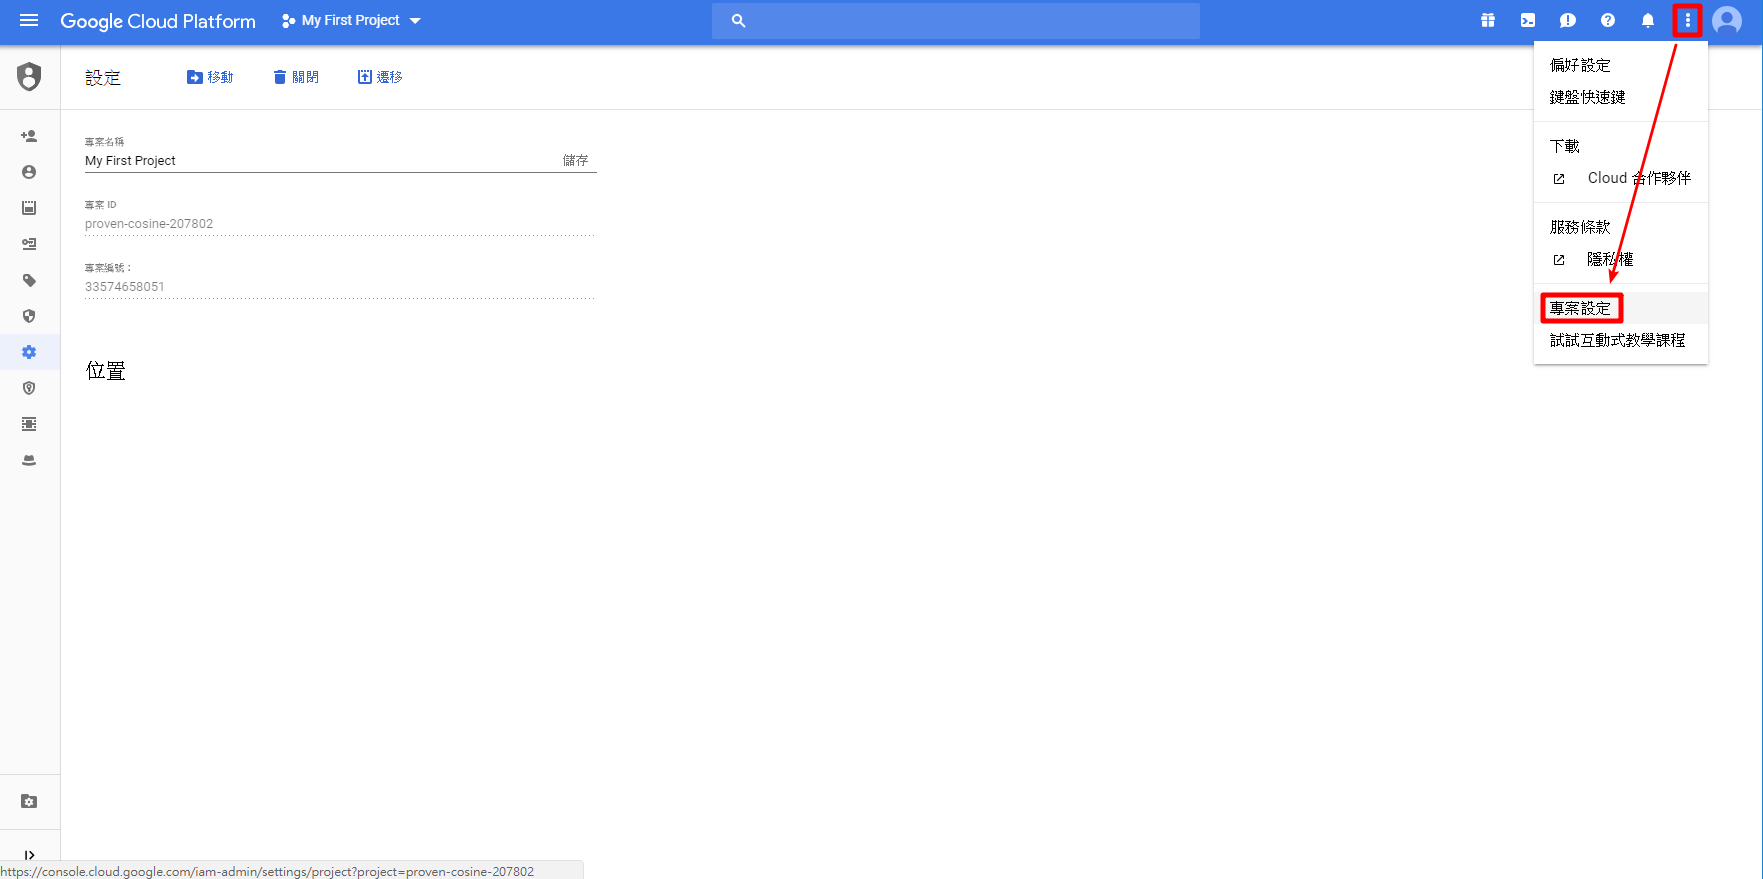 Google Cloud Platform
My First Project
設定
移動
關閉
遷移
專案名稱
My First Project
儲存
專案 ID
proven-cosine-207802
專案編號：
33574658051
位置
偏好設定
鍵盤快速鍵
下載
Cloud 合作夥伴
服務條款
隱私權
專案設定
試試互動式教學課程
https://console.cloud.google.com/iam-admin/settings/project?project=proven-cosine-207802